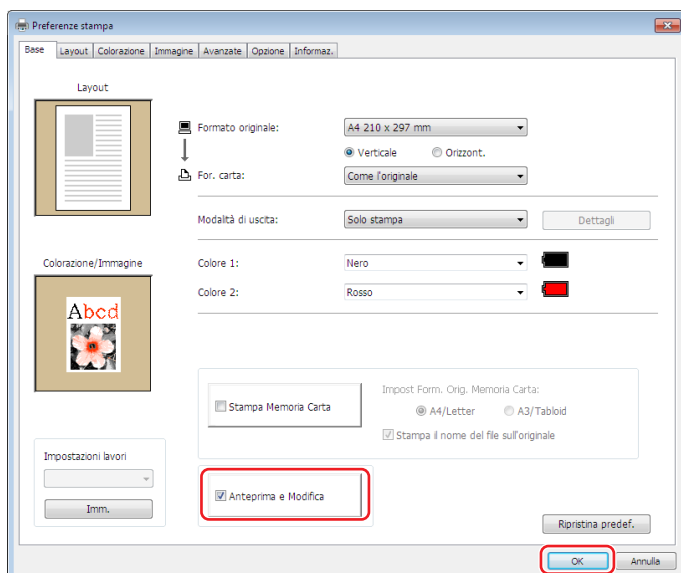 Preferenze stampa
Base Layout Colorazione Immagine Avanzate Opzione Informaz.
Layout
Formato originale: A4 210 x 297 mm
Verticale Orizzont.
For. carta: Come l'originale
Modalità di uscita: Solo stampa Dettagli
Colorazione/Immagine
Colore 1: Nero
Colore 2: Rosso
Abcd
Impost Form. Orig. Memoria Carta:
Stampa Memoria Carta
A4/Letter A3/Tabloid
Stampa il nome del file sull'originale
Impostazioni lavori
Anteprima e Modifica
Imm.
Ripristina predef.
OK Annulla